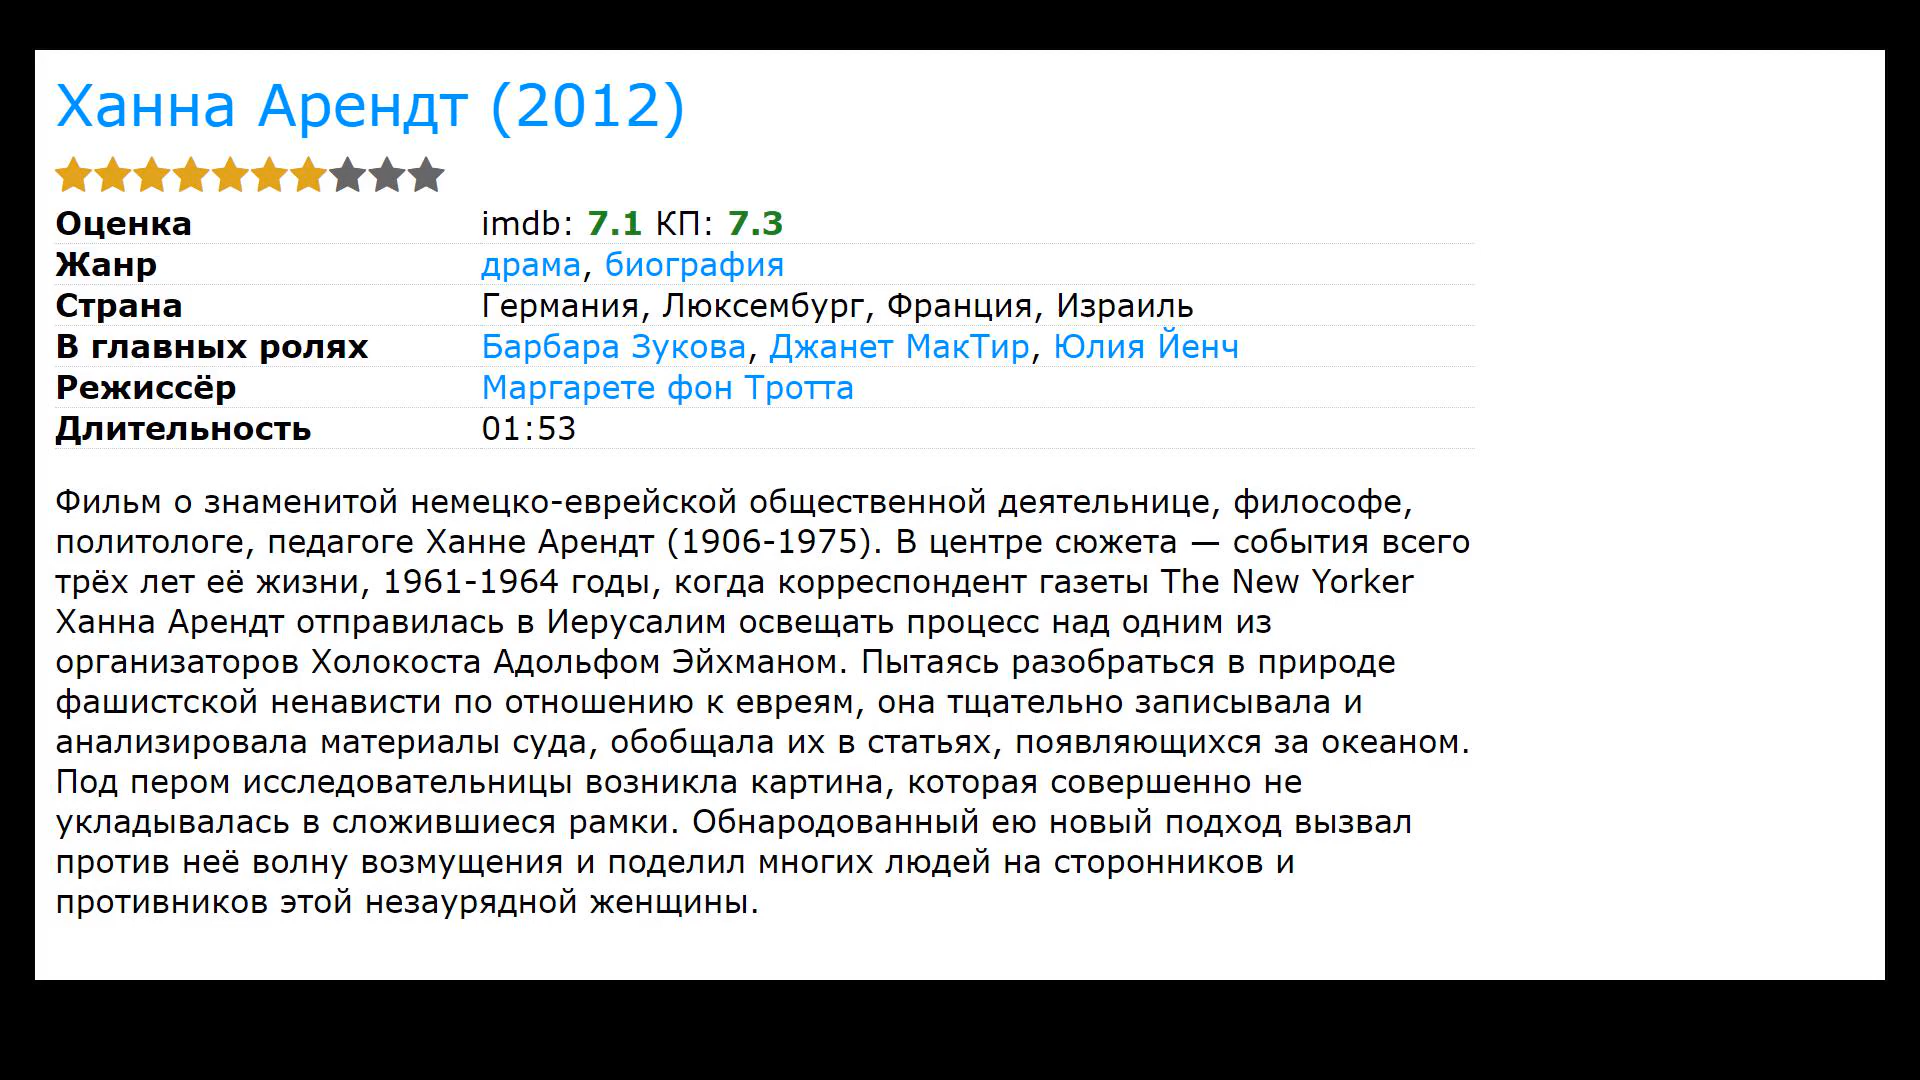 Ханна Арендт (2012)
Оценка imdb: 7.1 КП: 7.3
Жанр драма, биография
Страна Германия, Люксембург, Франция, Израиль
В главных ролях Барбара Зукова, Джанет МакТир, Юлия Йенч
Режиссёр Маргарете фон Тротта
Длительность 01:53
Фильм о знаменитой немецко-еврейской общественной деятельнице, философе,
политологе, педагоге Ханне Арендт (1906-1975). В центре сюжета — события всего
трёх лет её жизни, 1961-1964 годы, когда корреспондент газеты The New Yorker
Ханна Арендт отправилась в Иерусалим освещать процесс над одним из
организаторов Холокоста Адольфом Эйхманом. Пытаясь разобраться в природе
фашистской ненависти по отношению к евреям, она тщательно записывала и
анализировала материалы суда, обобщала их в статьях, появляющихся за океаном.
Под пером исследовательницы возникла картина, которая совершенно не
укладывалась в сложившиеся рамки. Обнародованный ею новый подход вызвал
против неё волну возмущения и поделил многих людей на сторонников и
противников этой незаурядной женщины.